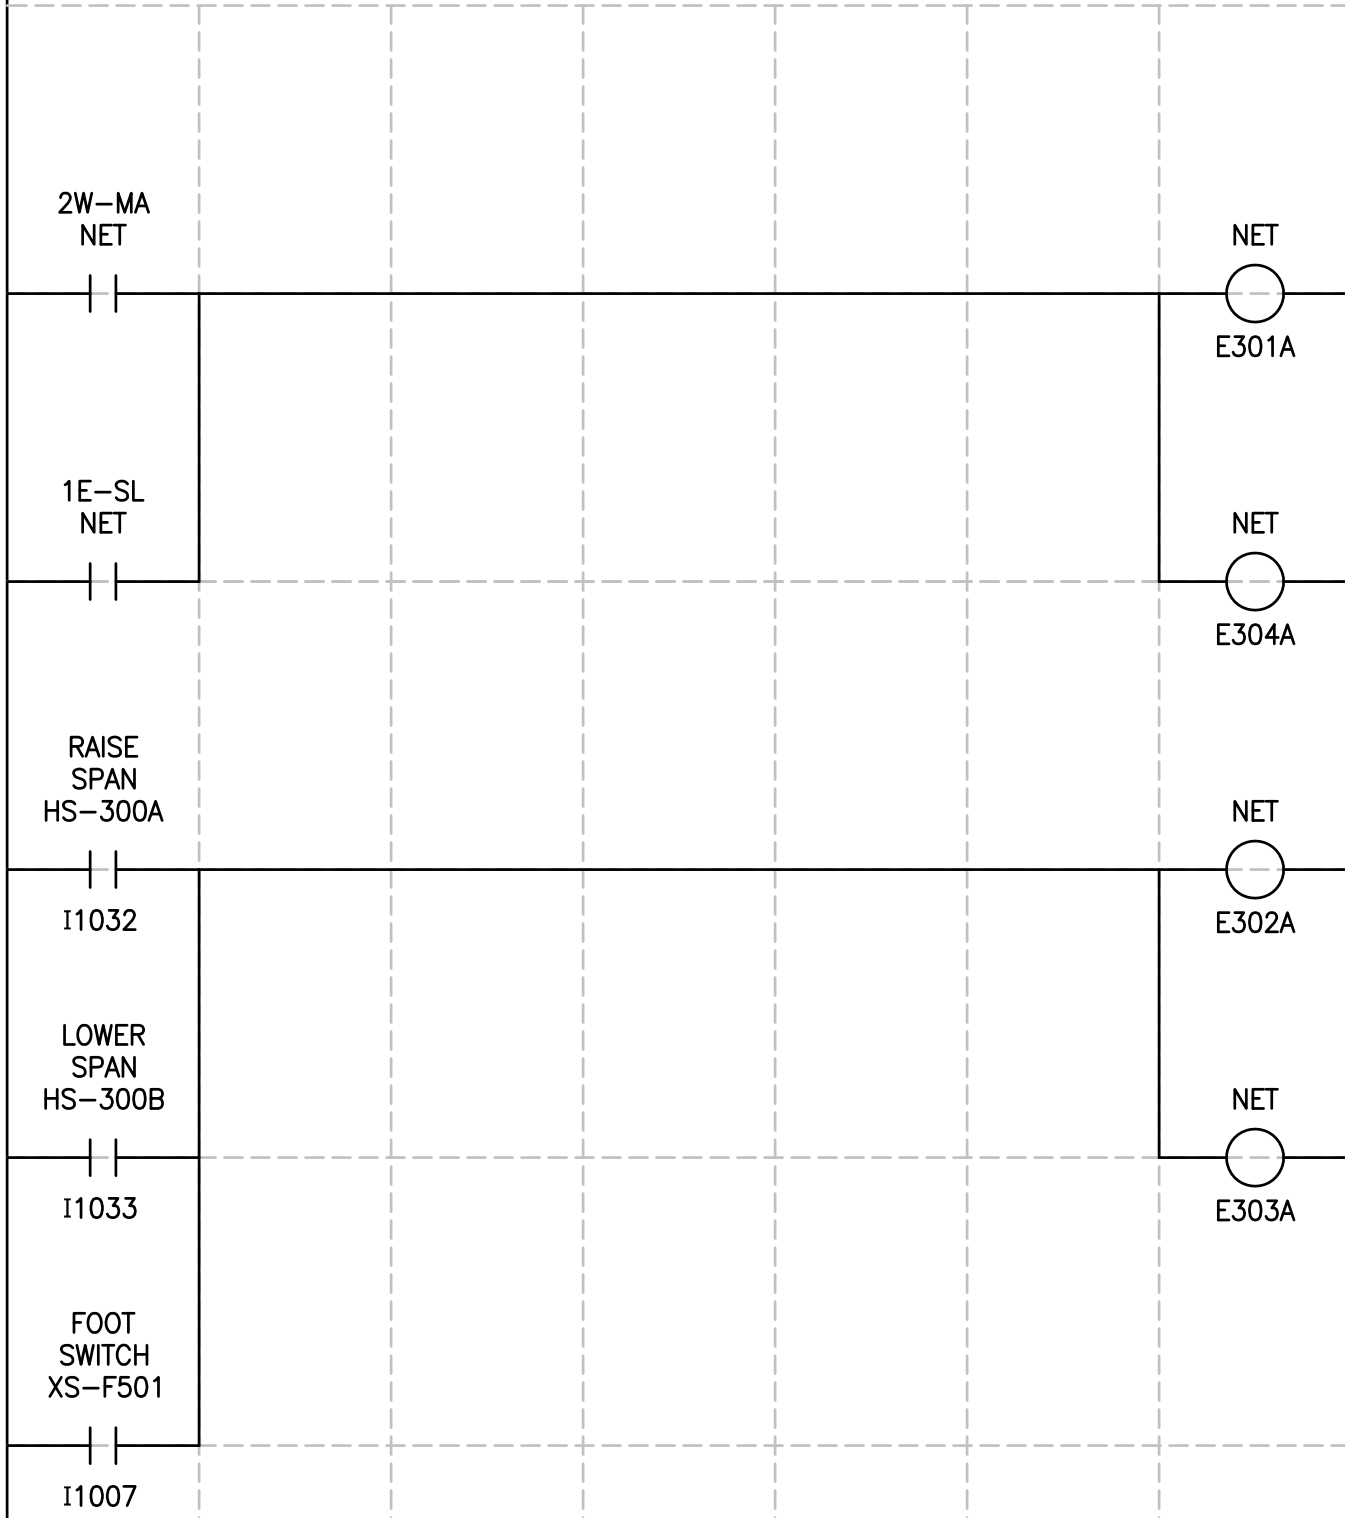 2W-MA
NET
NET
E301A
1E-SL
NET
NET
E304A
RAISE
SPAN
HS-300A
I1032
NET
E302A
LOWER
SPAN
HS-300B
I1033
NET
E303A
FOOT
SWITCH
XS-F501
I1007